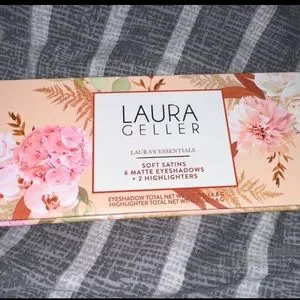 LAURA
GELLER
LAURA'S ESSENTIALS
SOFT SATINS
6 MATTE EYESHADOWS
+ 2 HIGHLIGHTERS
EYESHADOW TOTAL NET
HIGHLIGHTER TOTAL NET